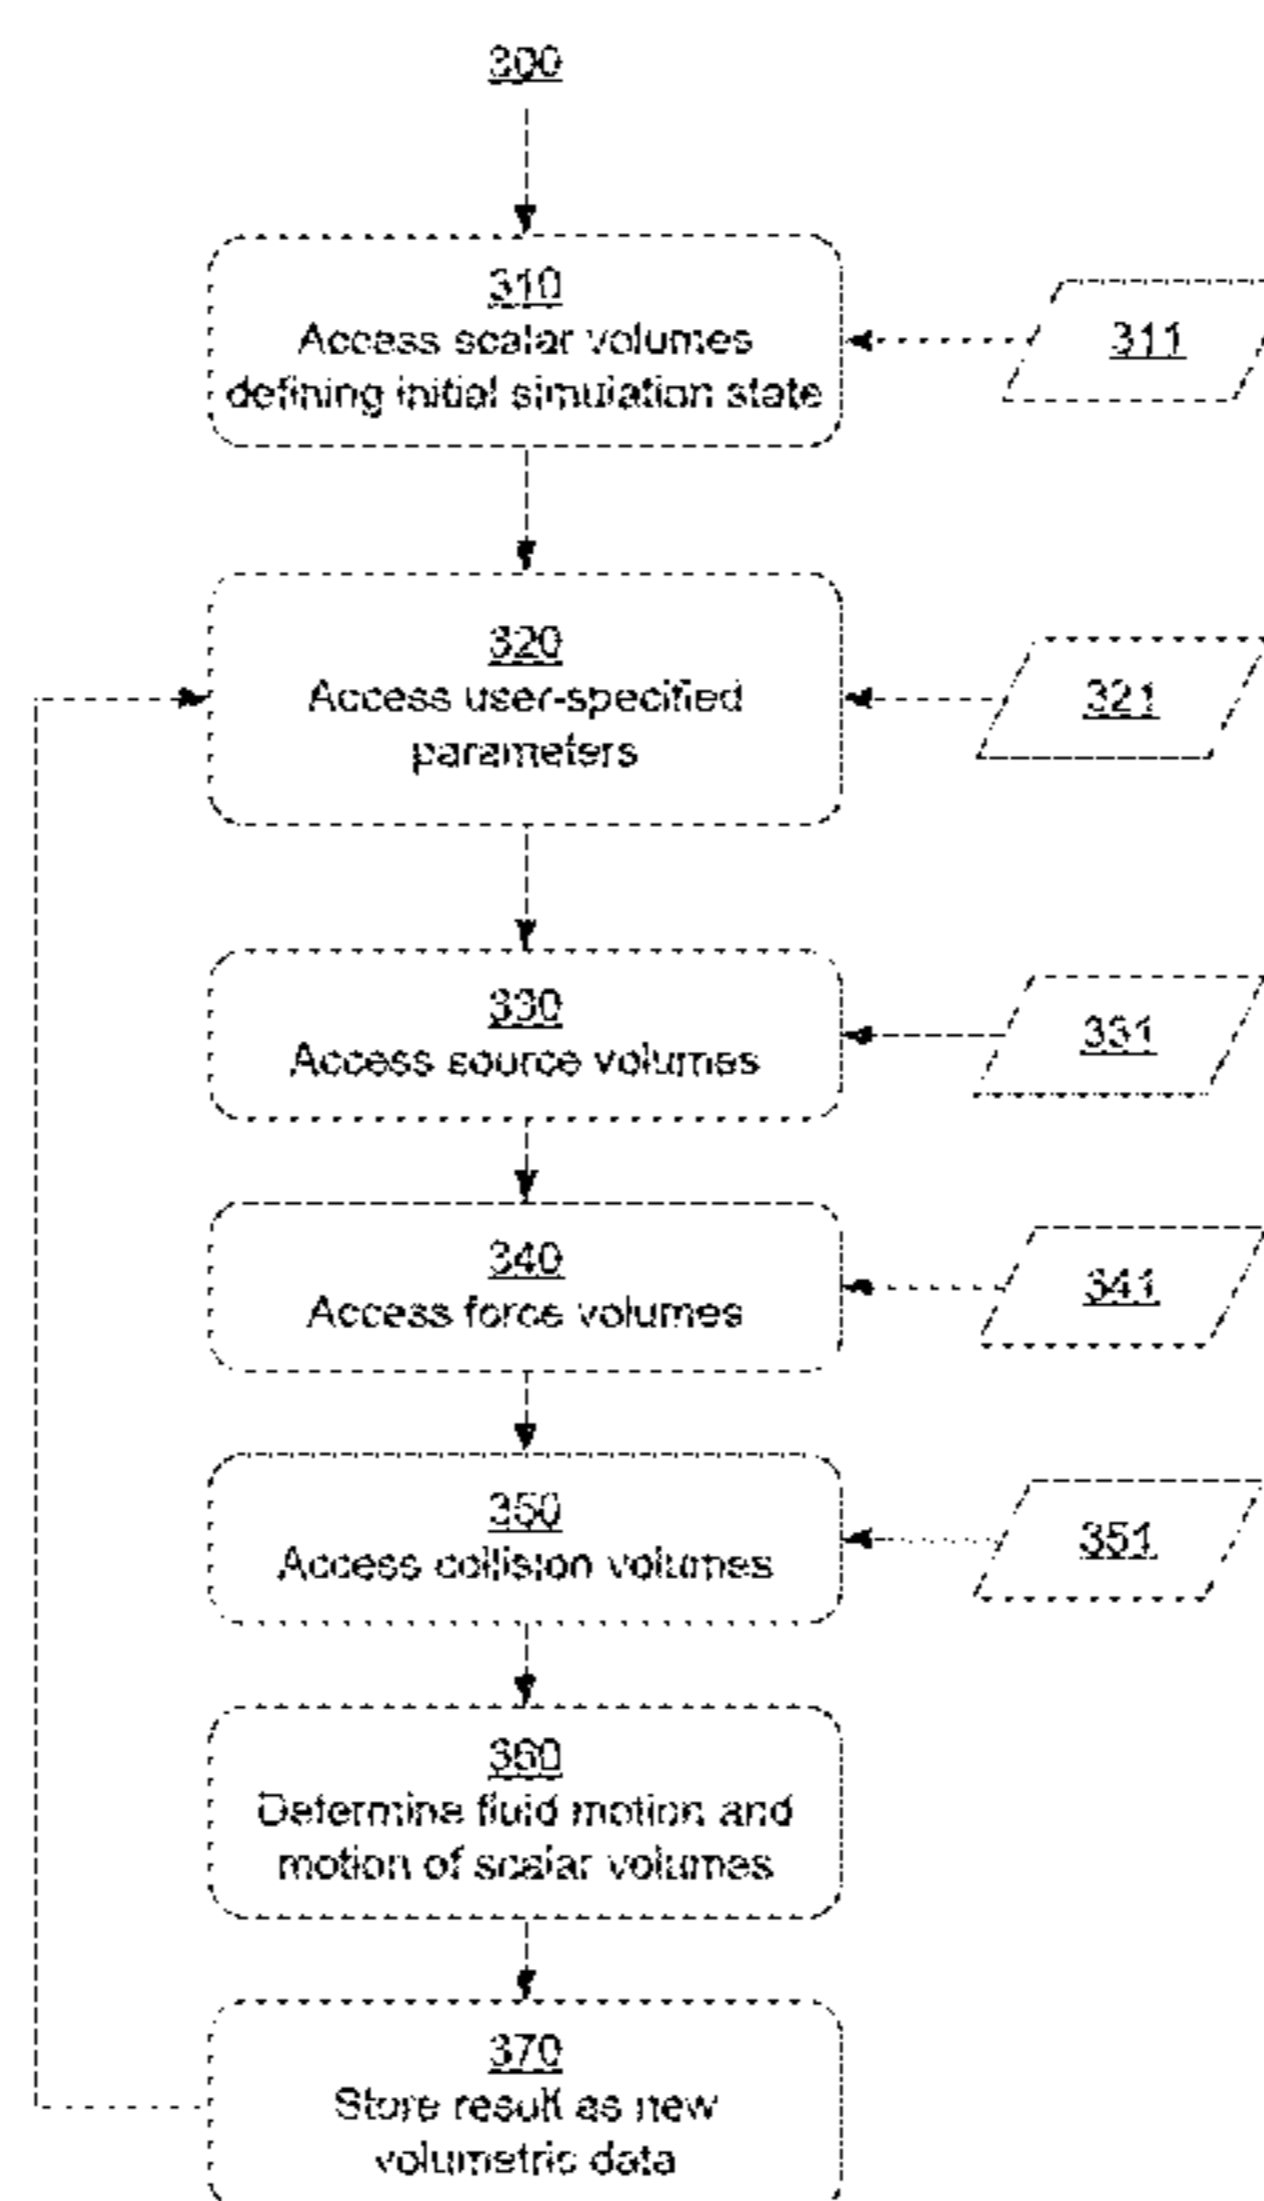 300
310
Access scalar volumes
defining initial simulation state
311
320
Access user-specified
parameters
321
330
Access source volumes
331
340
Access force volumes
341
350
Access collision volumes
351
360
Determine fluid motion and
motion of scalar volumes
370
Store result as new
volumetric data